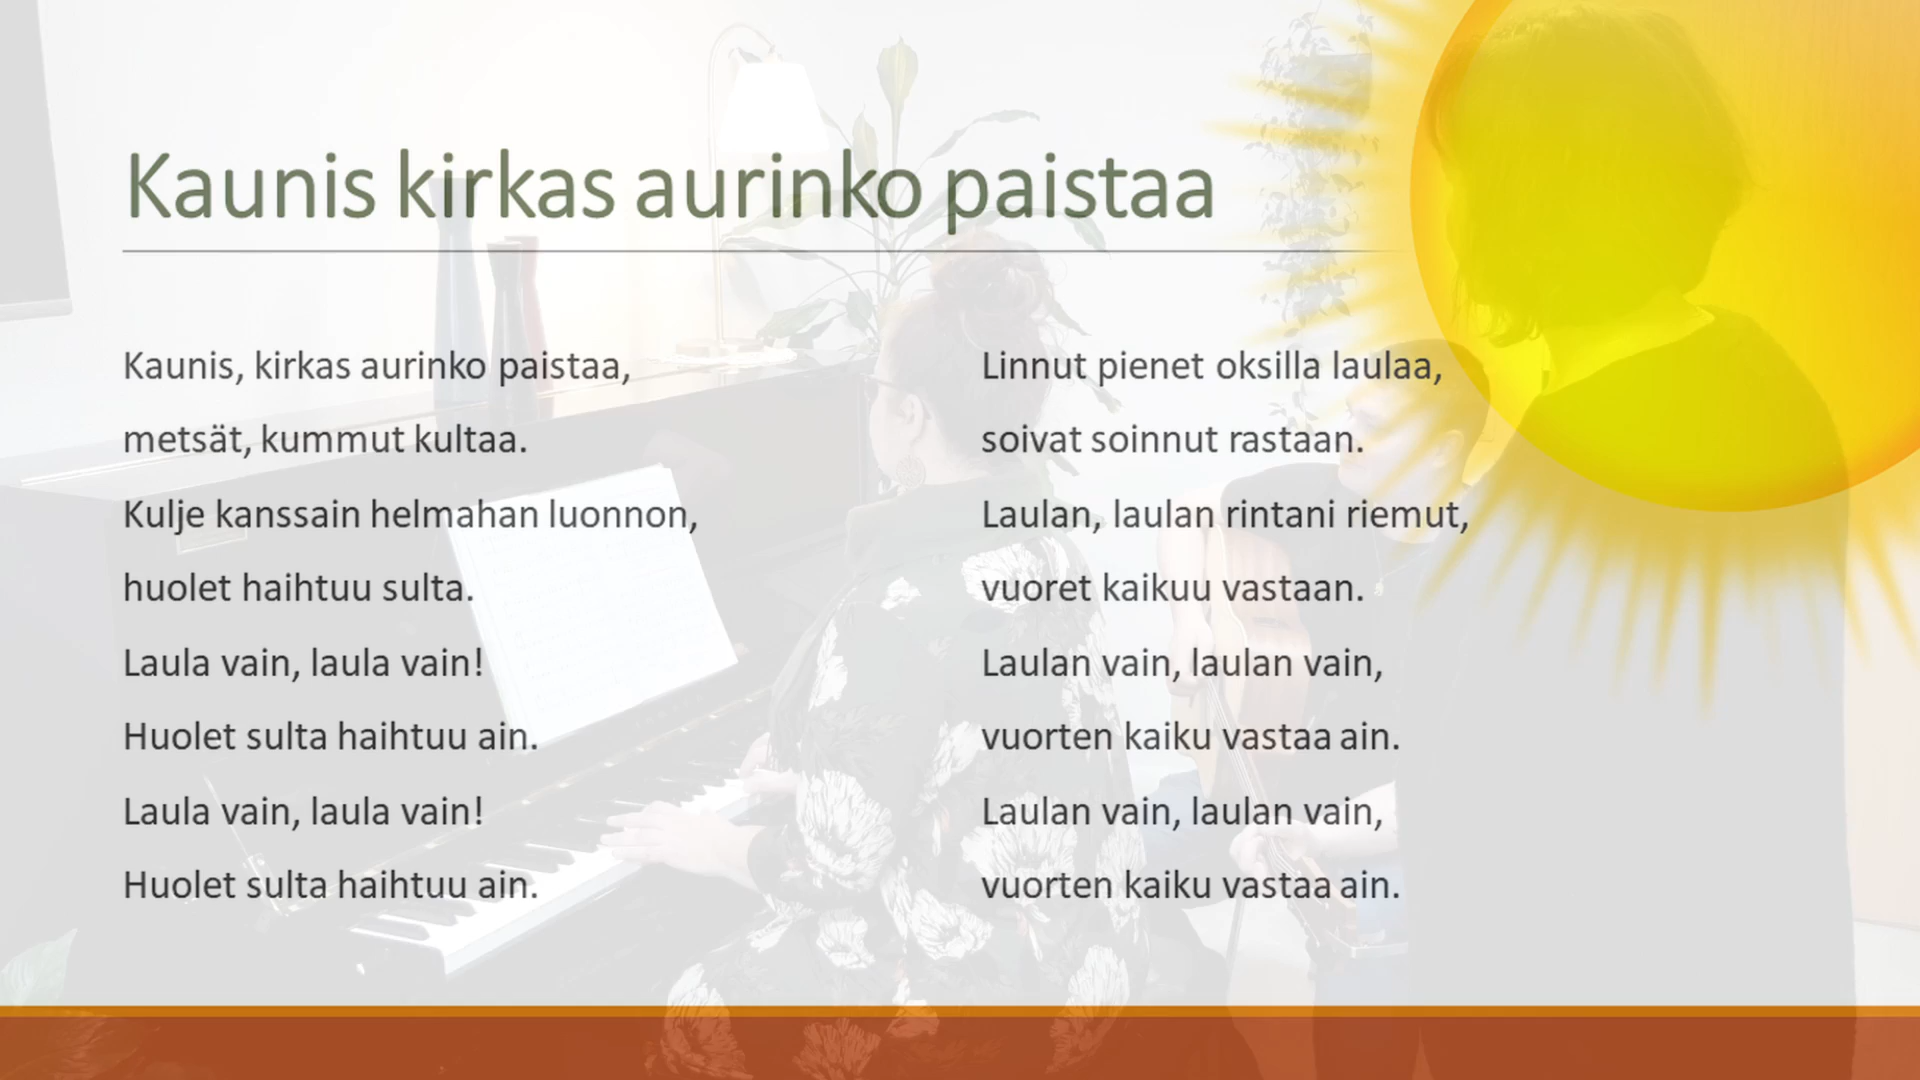 Kaunis kirkas aurinko paistaa
Kaunis, kirkas aurinko paistaa,
metsät, kummut kultaa.
Kulje kanssain helmahan luonnon,
huolet haihtuu sulta.
Laula vain, laula vain!
Huolet sulta haihtuu ain.
Laula vain, laula vain!
Huolet sulta haihtuu ain.
Linnut pienet oksilla laulaa,
soivat soinnut rastaan.
Laulan, laulan rintani riemut,
vuoret kaikuu vastaan.
Laulan vain, laulan vain,
vuorten kaiku vastaa ain.
Laulan vain, laulan vain,
vuorten kaiku vastaa ain.